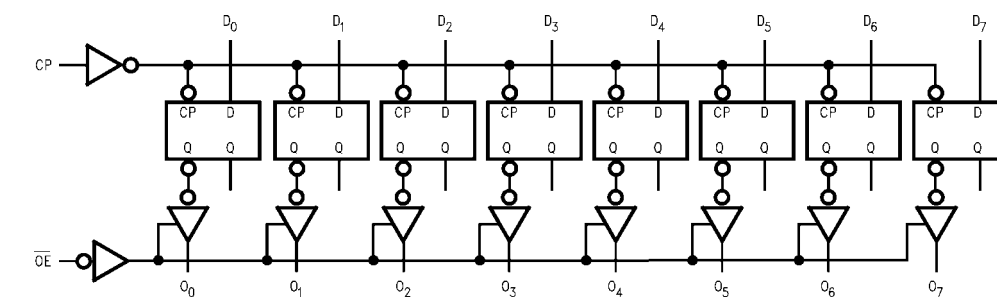 D0 D1 D2 D3 D4 D5 D6 D7
CP
CP D CP D CP D CP D CP D CP D CP D CP D
Q Q Q Q Q Q Q Q Q Q Q Q Q Q Q Q
O̅E̅
O0 O1 O2 O3 O4 O5 O6 O7